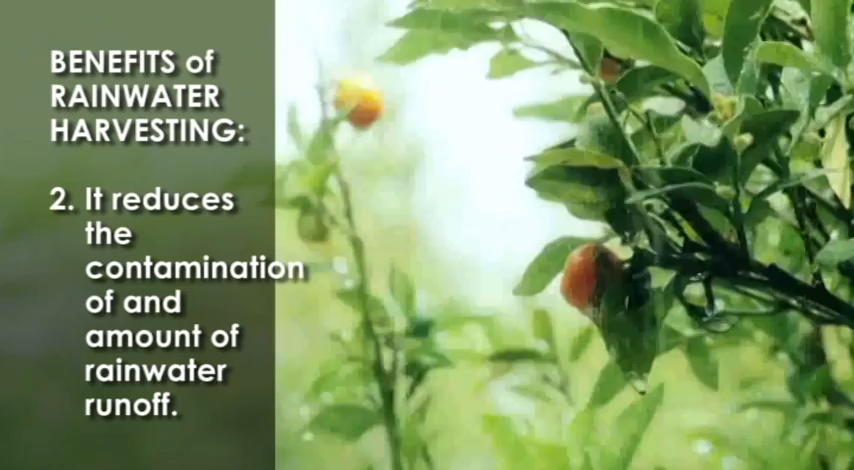 BENEFITS of
RAINWATER
HARVESTING:
2. It reduces
the
contamination
of and
amount of
rainwater
runoff.